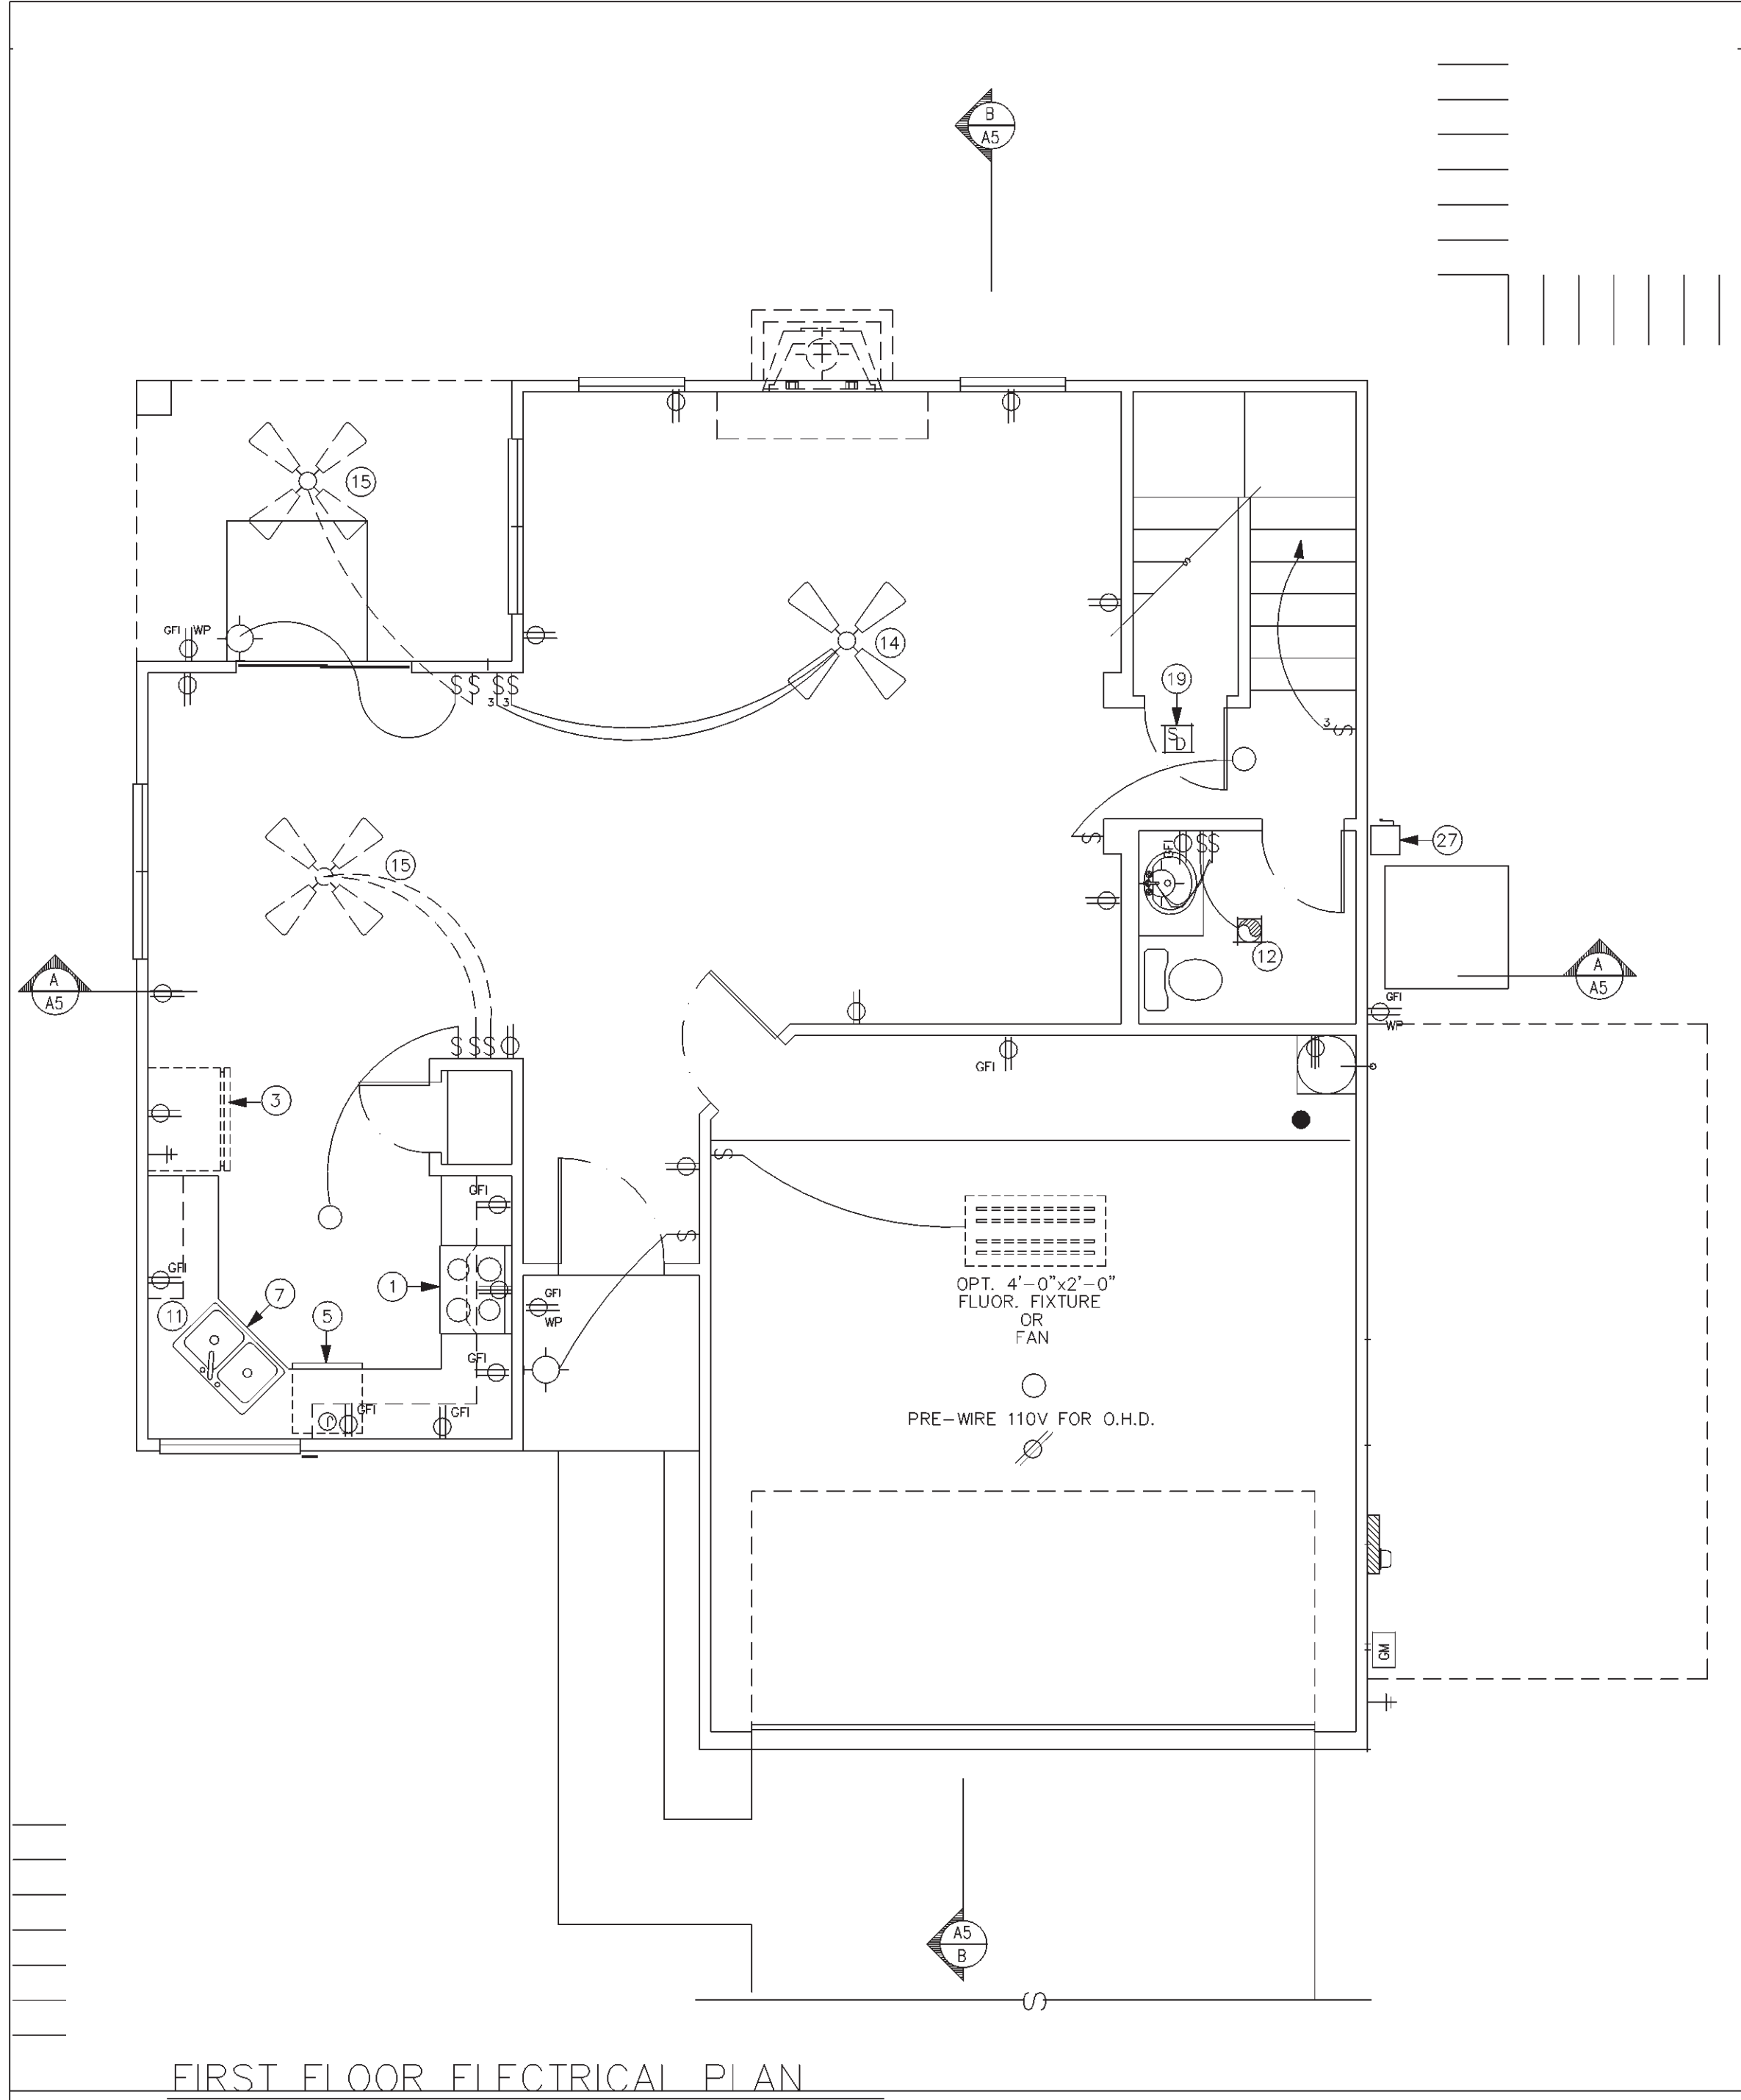 B
A5
15
GFI WP
14
S S S S
3 3
19
S
D
3 S
S
GFI
S S
27
15
12
A
A5
A
A5
GFI
WP
S S S
GFI
3
S
GFI
S
GFI
7
1
GFI
WP
11
5
OPT. 4'-0"x2'-0"
FLUOR. FIXTURE
OR
FAN
GFI
GFI
GFI
PRE-WIRE 110V FOR O.H.D.
GM
A5
B
S
FIRST FLOOR ELECTRICAL PLAN